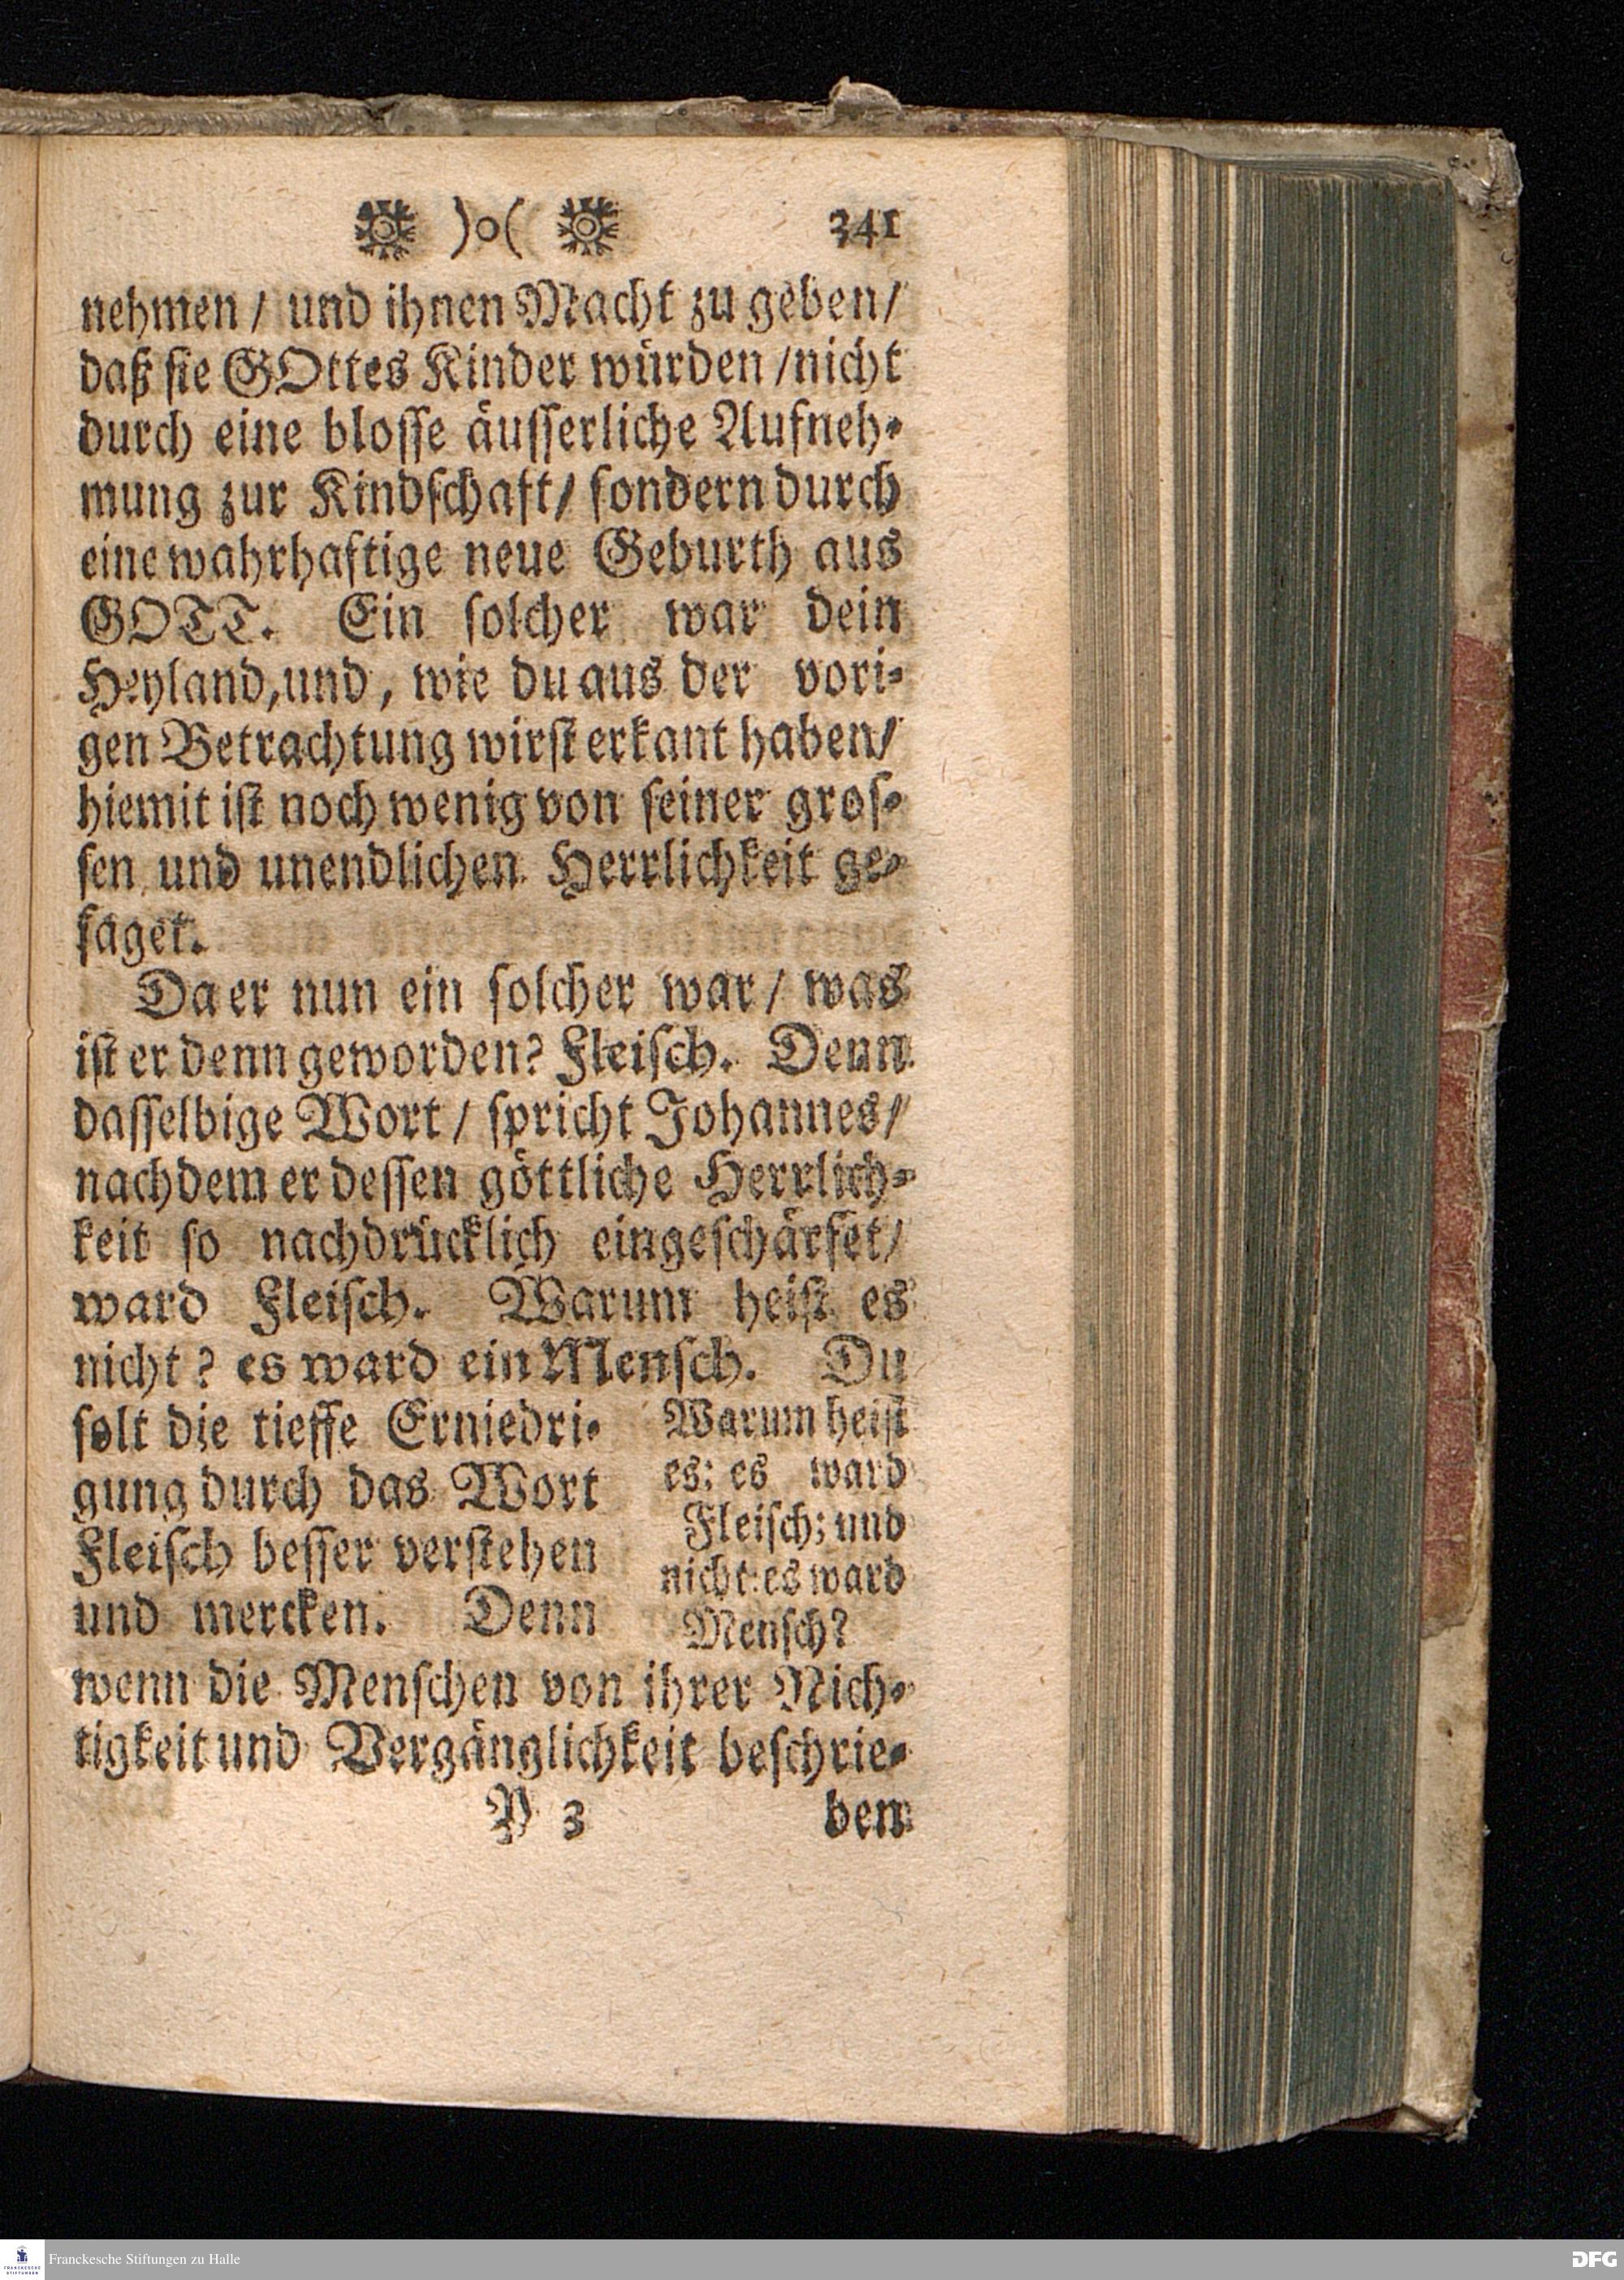 )o( 341
nehmen / und ihnen Macht zu geben/
daß sie GOttes Kinder würden /nicht
durch eine blosse äusserliche Aufneh-
mung zur Kindschaft/ sondern durch
eine wahrhaftige neue Geburth aus
GOTT. Ein solcher war dein
Heyland, und, wie du aus der vori-
gen Betrachtung wirst erkant haben/
hiemit ist noch wenig von seiner gros-
sen und unendlichen Herrlichkeit ge-
saget.
Da er nun ein solcher war / was
ist er denn geworden? Fleisch. Denn
dasselbige Wort / spricht Johannes/
nachdem er dessen göttliche Herrlich-
keit so nachdrücklich eingeschärfet/
ward Fleisch. Warum heist es
nicht? es ward ein Mensch. Du
solt die tieffe Erniedri-
gung durch das Wort
Fleisch besser verstehen
und mercken. Denn
Warum heist
es: es ward
Fleisch; und
nicht: es ward
Mensch?
wenn die Menschen von ihrer Nich-
tigkeit und Vergänglichkeit beschrie-
P 3 ben
Franckesche Stiftungen zu Halle
DFG